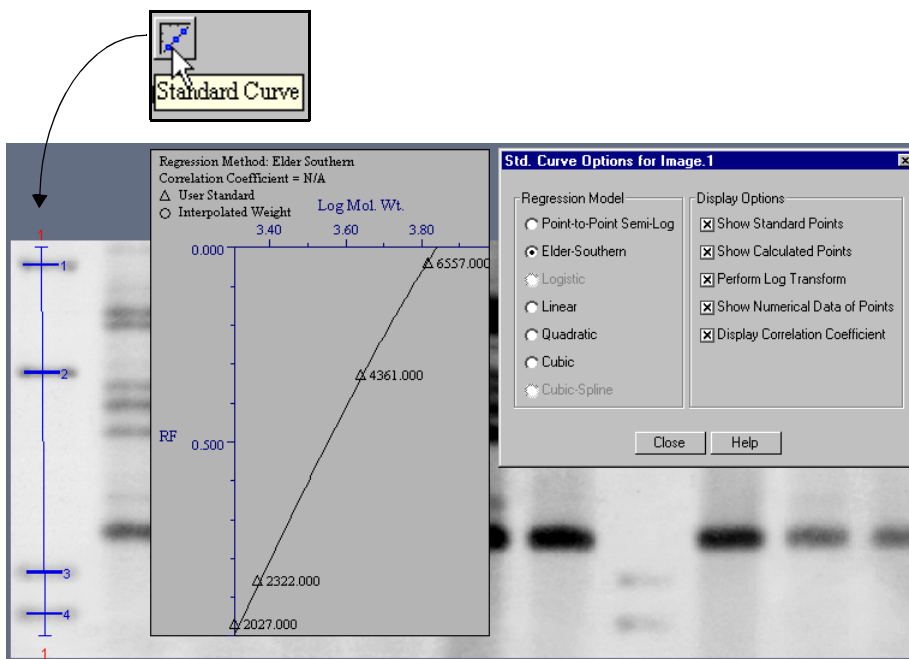 Standard Curve
Regression Method: Elder Southern
Correlation Coefficient = N/A
User Standard
Interpolated Weight
Log Mol. Wt.
3.40 3.60 3.80
0.000
6557.000
4361.000
RF 0.500
2322.000
2027.000
1
1
2
3
4
1
Std. Curve Options for Image.1
Regression Model
Point-to-Point Semi-Log
Elder-Southern
Logistic
Linear
Quadratic
Cubic
Cubic-Spline
Display Options
Show Standard Points
Show Calculated Points
Perform Log Transform
Show Numerical Data of Points
Display Correlation Coefficient
Close Help